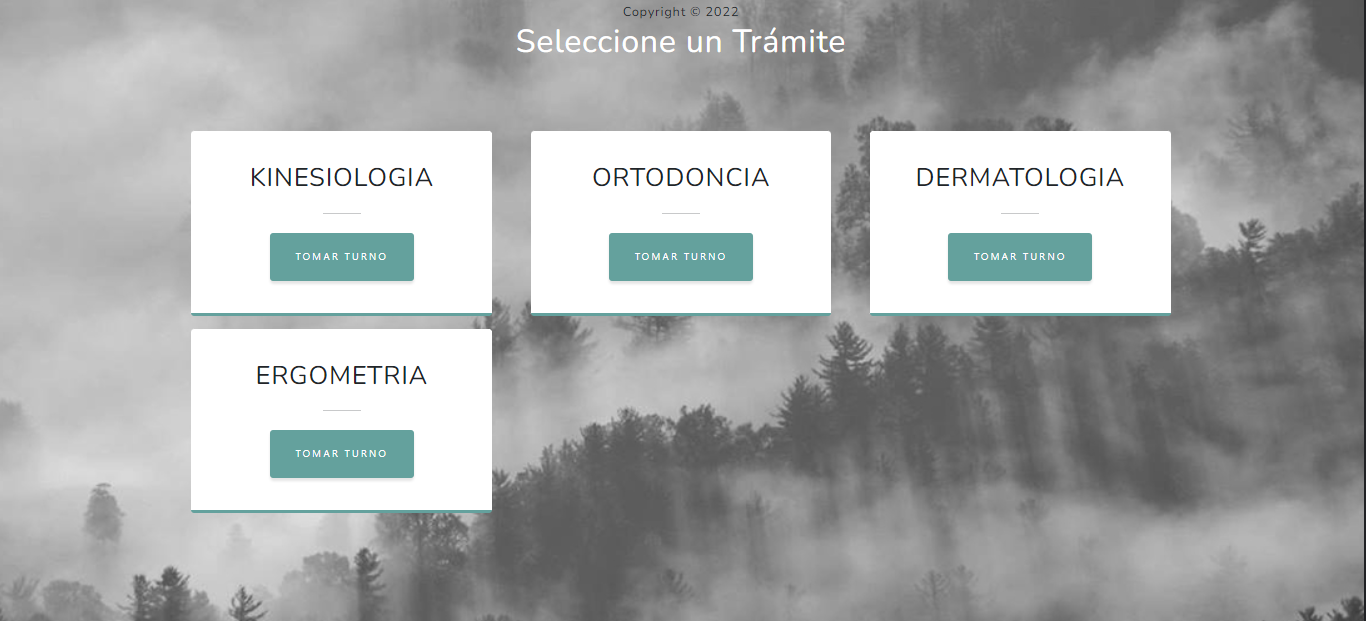 Copyright © 2022
Seleccione un Trámite
KINESIOLOGIA
TOMAR TURNO
ORTODONCIA
TOMAR TURNO
DERMATOLOGIA
TOMAR TURNO
ERGOMETRIA
TOMAR TURNO